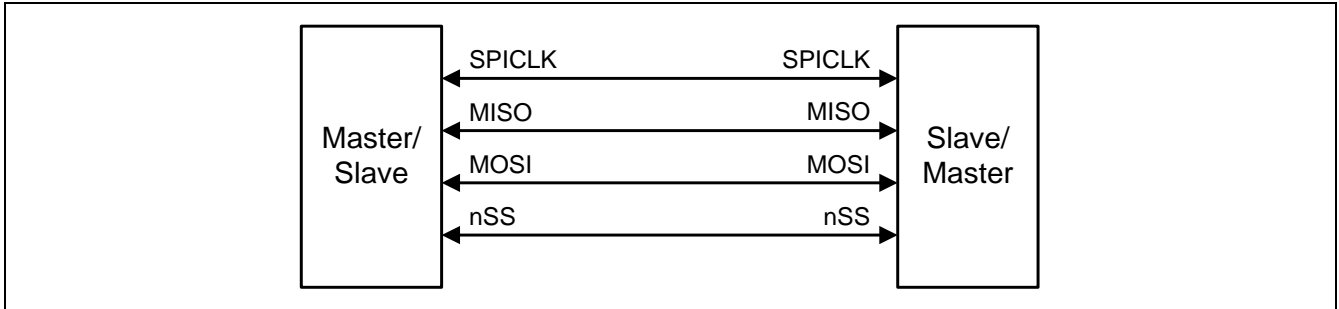 SPICLK SPICLK
MISO MISO
Master/
Slave
Slave/
Master
MOSI MOSI
nSS nSS